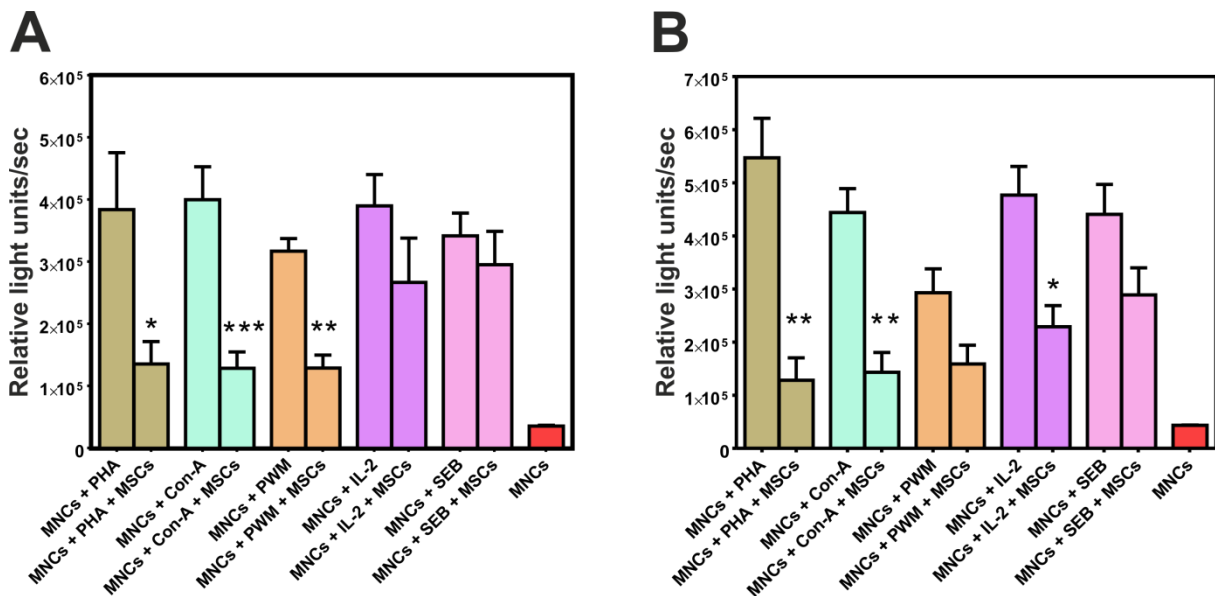 A
Relative light units/sec
6×10⁵
5×10⁵
4×10⁵
3×10⁵
2×10⁵
1×10⁵
0
*
***
**
MNCs + PHA
MNCs + PHA + MSCs
MNCs + Con-A
MNCs + Con-A + MSCs
MNCs + PWM
MNCs + PWM + MSCs
MNCs + IL-2
MNCs + IL-2 + MSCs
MNCs + SEB
MNCs + SEB + MSCs
MNCs
B
Relative light units/sec
7×10⁵
6×10⁵
5×10⁵
4×10⁵
3×10⁵
2×10⁵
1×10⁵
0
**
**
*
MNCs + PHA
MNCs + PHA + MSCs
MNCs + Con-A
MNCs + Con-A + MSCs
MNCs + PWM
MNCs + PWM + MSCs
MNCs + IL-2
MNCs + IL-2 + MSCs
MNCs + SEB
MNCs + SEB + MSCs
MNCs